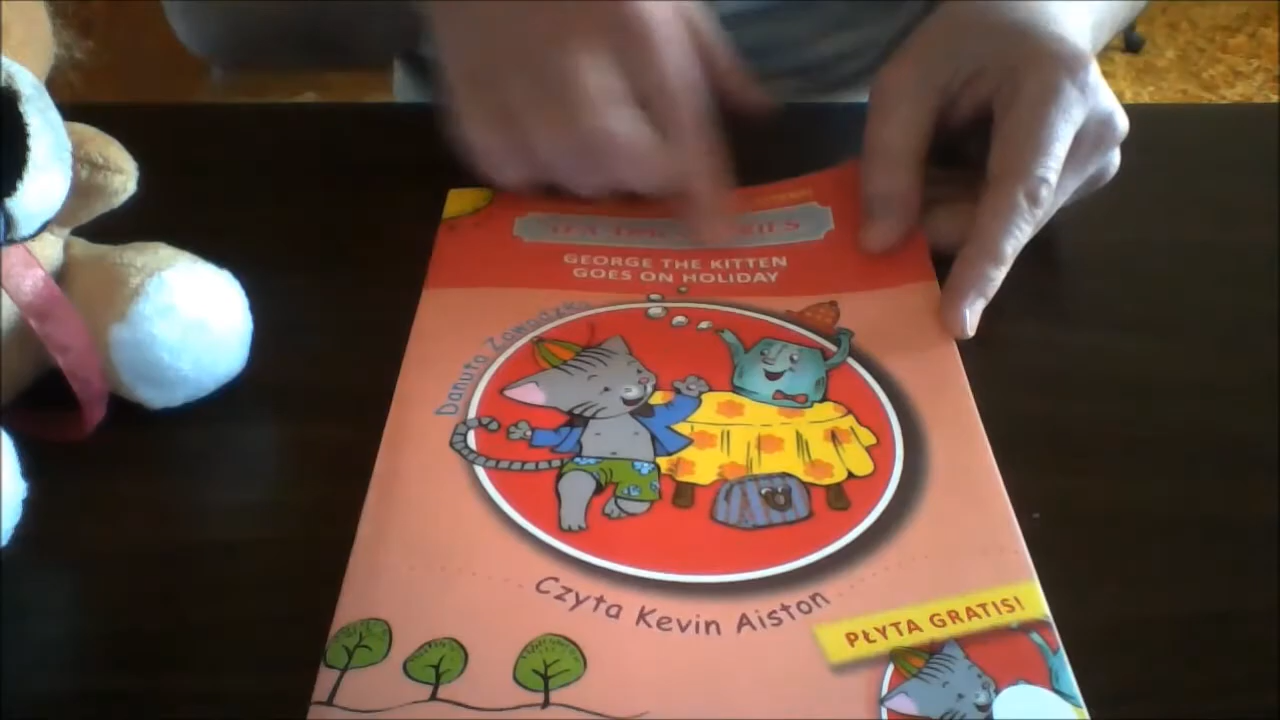 GEORGE THE KITTEN
GOES ON HOLIDAY
Danuta Zawadzka
Czyta Kevin Aiston
PŁYTA GRATIS!